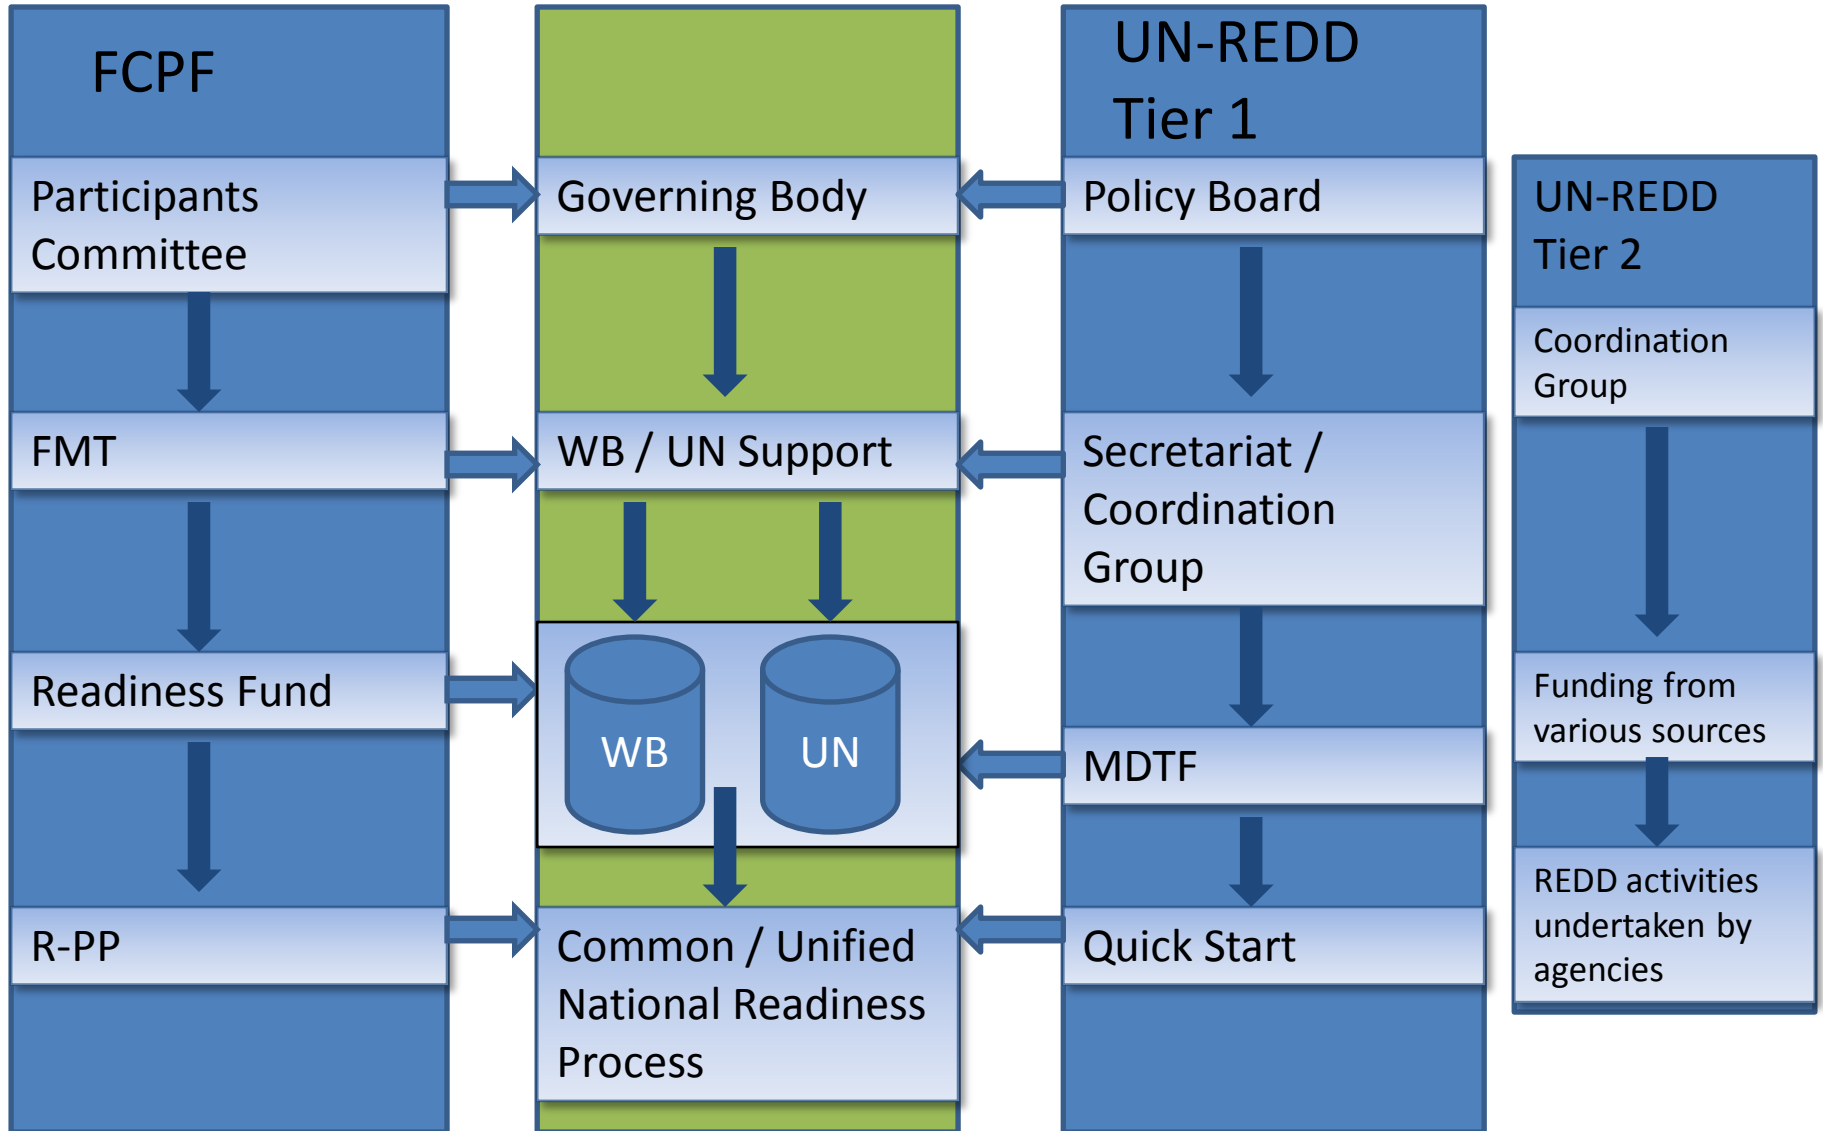 FCPF
Participants
Committee
FMT
Readiness Fund
R-PP
Governing Body
WB / UN Support
WB
UN
Common / Unified
National Readiness
Process
UN-REDD
Tier 1
Policy Board
Secretariat /
Coordination
Group
MDTF
Quick Start
UN-REDD
Tier 2
Coordination
Group
Funding from
various sources
REDD activities
undertaken by
agencies